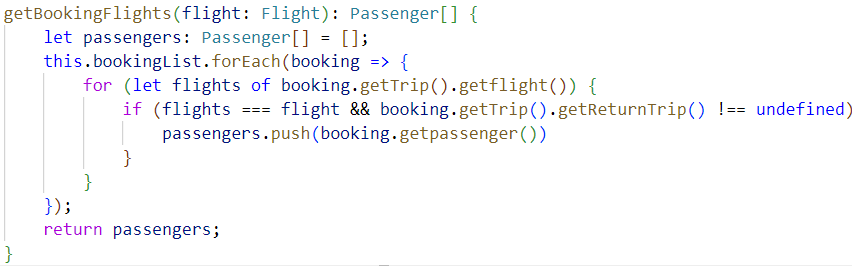 getBookingFlights(flight: Flight): Passenger[] {
    let passengers: Passenger[] = [];
    this.bookingList.forEach(booking => {
        for (let flights of booking.getTrip().getflight()) {
            if (flights === flight && booking.getTrip().getReturnTrip() !== undefined)
                passengers.push(booking.getpassenger())
            }
        }
    });
    return passengers;
}